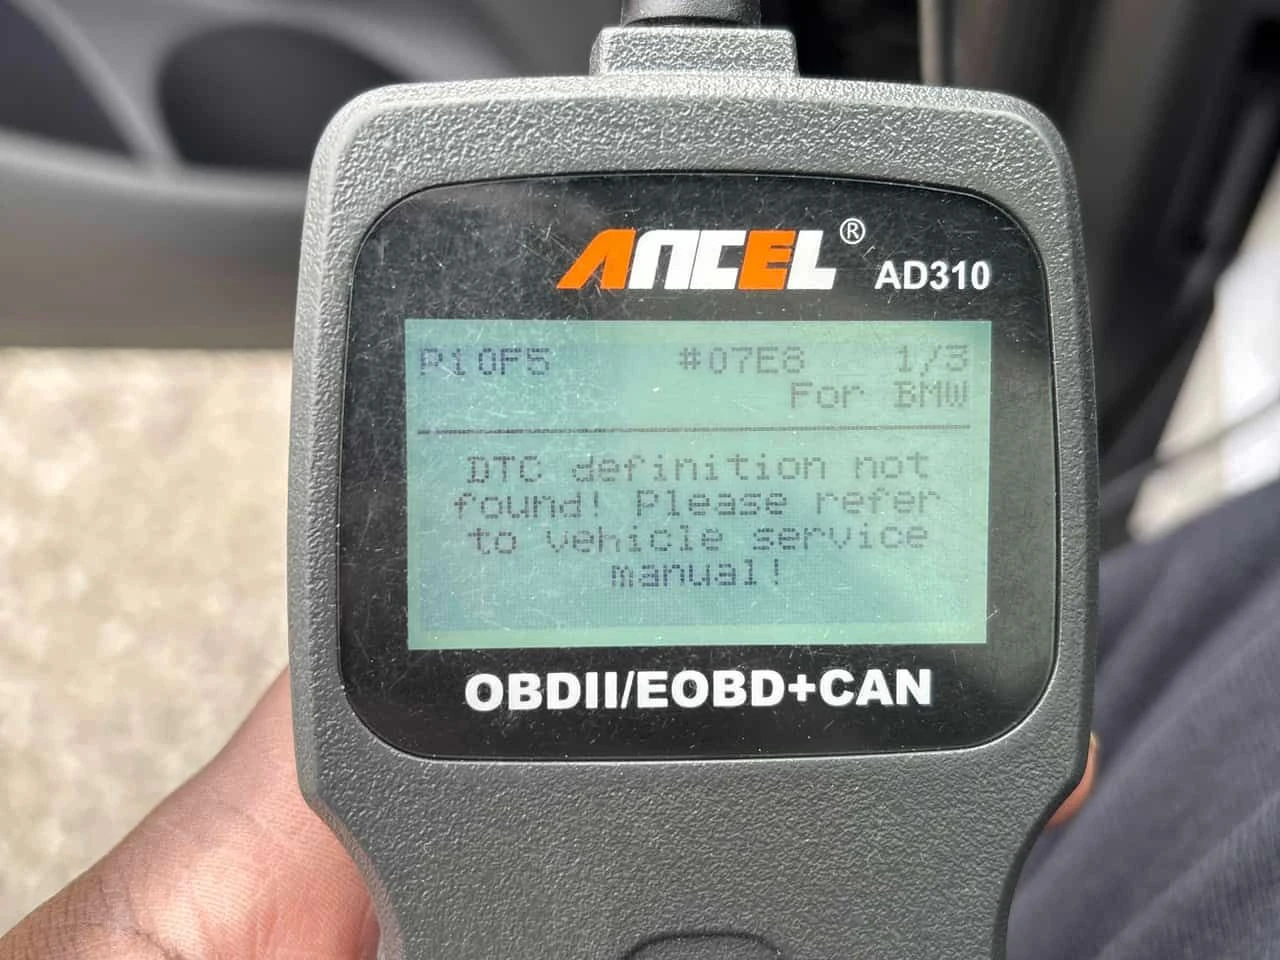 ANCEL® AD310
P10F5 #07E8 1/3
For BMW
DTC definition not
found! Please refer
to vehicle service
manual!
OBDII/EOBD+CAN